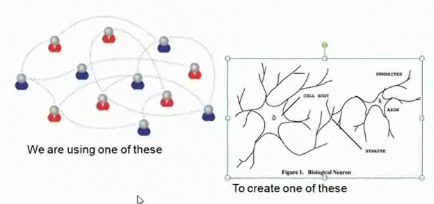 DENDRITES
CELL BODY
AXON
SYNAPSE
Figure 1. Biological Neuron
We are using one of these
To create one of these